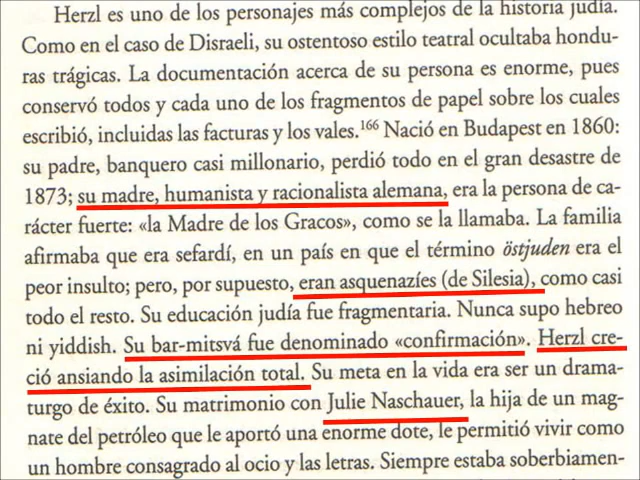 Herzl es uno de los personajes más complejos de la historia judía.
Como en el caso de Disraeli, su ostentoso estilo teatral ocultaba hondu-
ras trágicas. La documentación acerca de su persona es enorme, pues
conservó todos y cada uno de los fragmentos de papel sobre los cuales
escribió, incluidas las facturas y los vales.¹⁶⁶ Nació en Budapest en 1860:
su padre, banquero casi millonario, perdió todo en el gran desastre de
1873; su madre, humanista y racionalista alemana, era la persona de ca-
rácter fuerte: «la Madre de los Gracos», como se la llamaba. La familia
afirmaba que era sefardí, en un país en que el término östjuden era el
peor insulto; pero, por supuesto, eran asquenazíes (de Silesia), como casi
todo el resto. Su educación judía fue fragmentaria. Nunca supo hebreo
ni yiddish. Su bar-mitsvá fue denominado «confirmación». Herzl cre-
ció ansiando la asimilación total. Su meta en la vida era ser un drama-
turgo de éxito. Su matrimonio con Julie Naschauer, la hija de un mag-
nate del petróleo que le aportó una enorme dote, le permitió vivir como
un hombre consagrado al ocio y las letras. Siempre estaba soberbiamen-